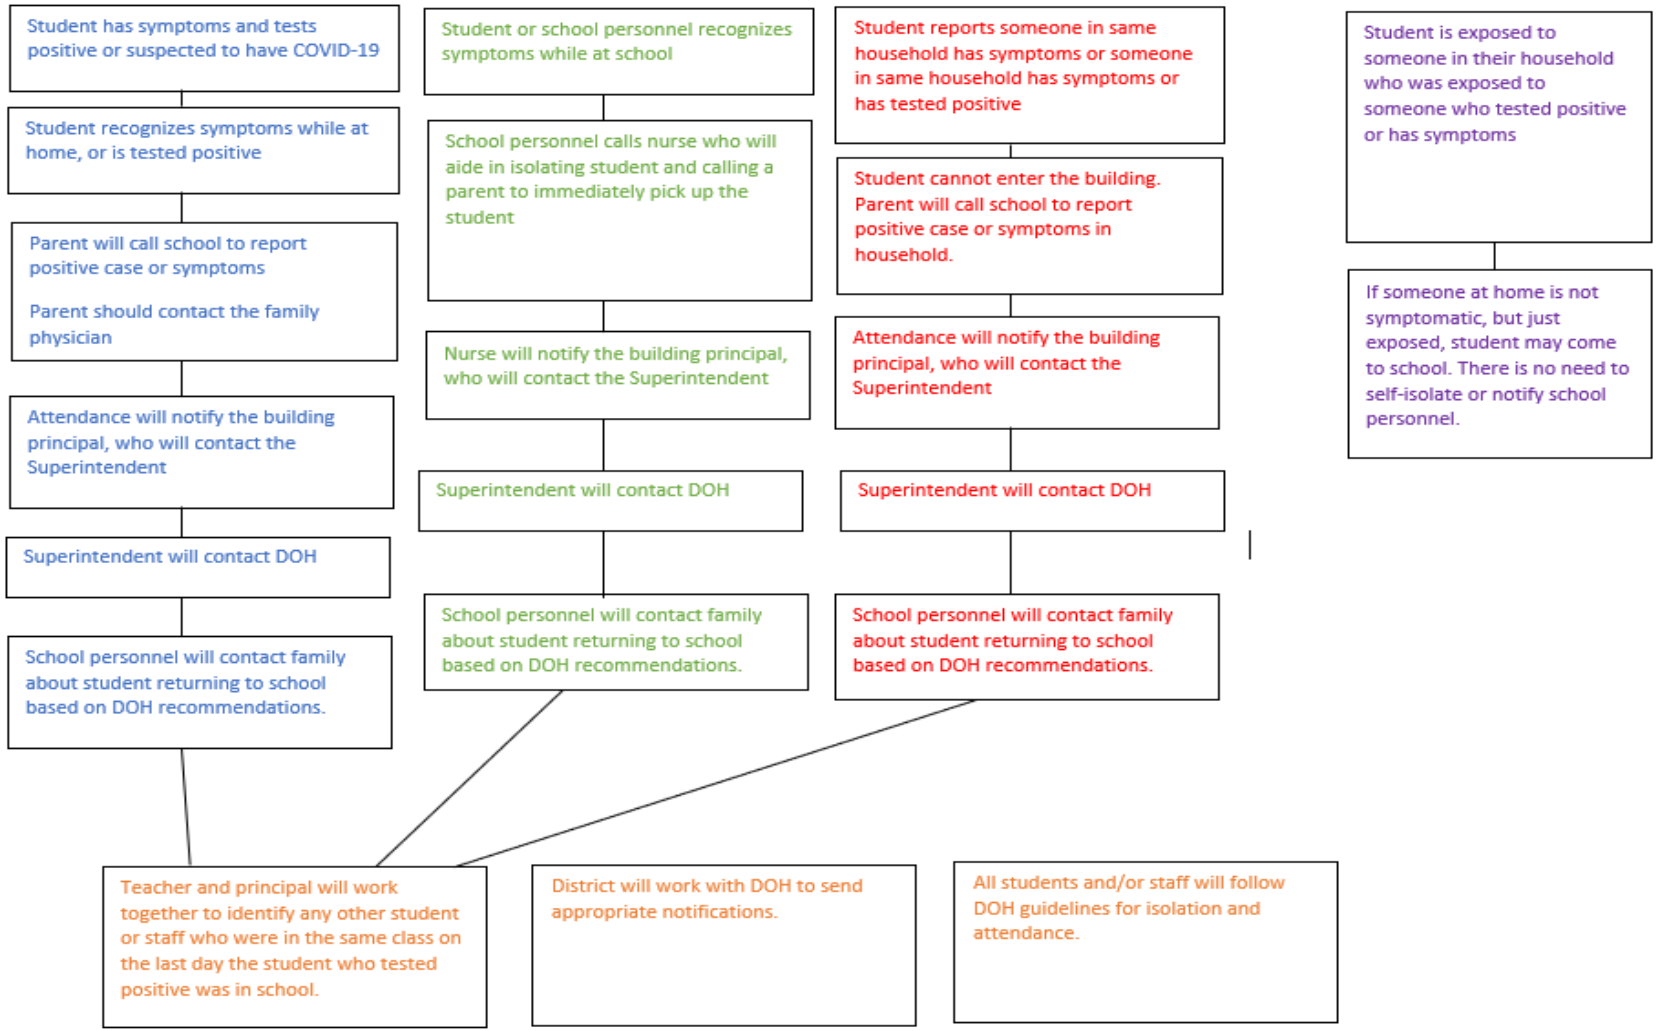 Student has symptoms and tests
positive or suspected to have COVID-19
Student recognizes symptoms while at
home, or is tested positive
Parent will call school to report
positive case or symptoms
Parent should contact the family
physician
Attendance will notify the building
principal, who will contact the
Superintendent
Superintendent will contact DOH
School personnel will contact family
about student returning to school
based on DOH recommendations.
Student or school personnel recognizes
symptoms while at school
School personnel calls nurse who will
aide in isolating student and calling a
parent to immediately pick up the
student
Nurse will notify the building principal,
who will contact the Superintendent
Superintendent will contact DOH
School personnel will contact family
about student returning to school
based on DOH recommendations.
Student reports someone in same
household has symptoms or someone
in same household has symptoms or
has tested positive
Student cannot enter the building.
Parent will call school to report
positive case or symptoms in
household.
Attendance will notify the building
principal, who will contact the
Superintendent
Superintendent will contact DOH
School personnel will contact family
about student returning to school
based on DOH recommendations.
Student is exposed to
someone in their household
who was exposed to
someone who tested positive
or has symptoms
If someone at home is not
symptomatic, but just
exposed, student may come
to school. There is no need to
self-isolate or notify school
personnel.
Teacher and principal will work
together to identify any other student
or staff who were in the same class on
the last day the student who tested
positive was in school.
District will work with DOH to send
appropriate notifications.
All students and/or staff will follow
DOH guidelines for isolation and
attendance.